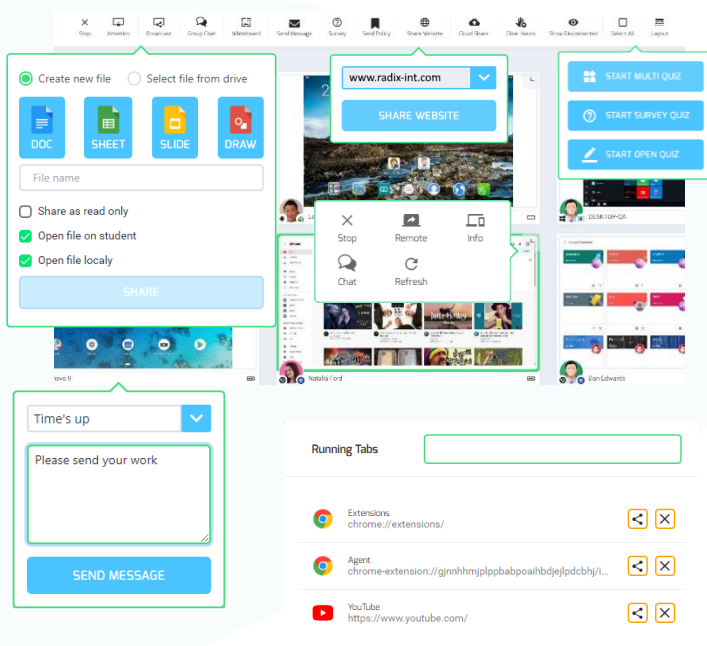 Stop
Attention
Broadcast
Group Chat
Whiteboard
Send Message
Survey
Send Policy
Share Website
Cloud Share
Clear Hands
Show Disconnected
Select All
Layout
Create new file
Select file from drive
DOC
SHEET
SLIDE
DRAW
File name
Share as read only
Open file on student
Open file localy
SHARE
www.radix-int.com
SHARE WEBSITE
START MULTI QUIZ
START SURVEY QUIZ
START OPEN QUIZ
Stop
Remote
Info
Chat
Refresh
DESKTOP-QA
Natalia Ford
Dan Edwards
Time's up
Please send your work
SEND MESSAGE
Running Tabs
Extensions
chrome://extensions/
Agent
chrome-extension://gjnnhhmjplppbabpoaihbdjejlpdcbhj/i...
YouTube
https://www.youtube.com/